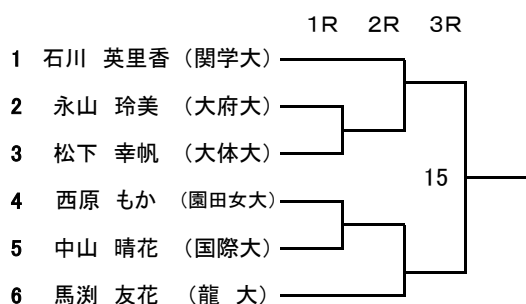 1R 2R 3R
1 石川 英里香 (関学大)
2 永山 玲美 (大府大)
3 松下 幸帆 (大体大)
15
4 西原 もか (園田女大)
5 中山 晴花 (国際大)
6 馬渕 友花 (龍 大)